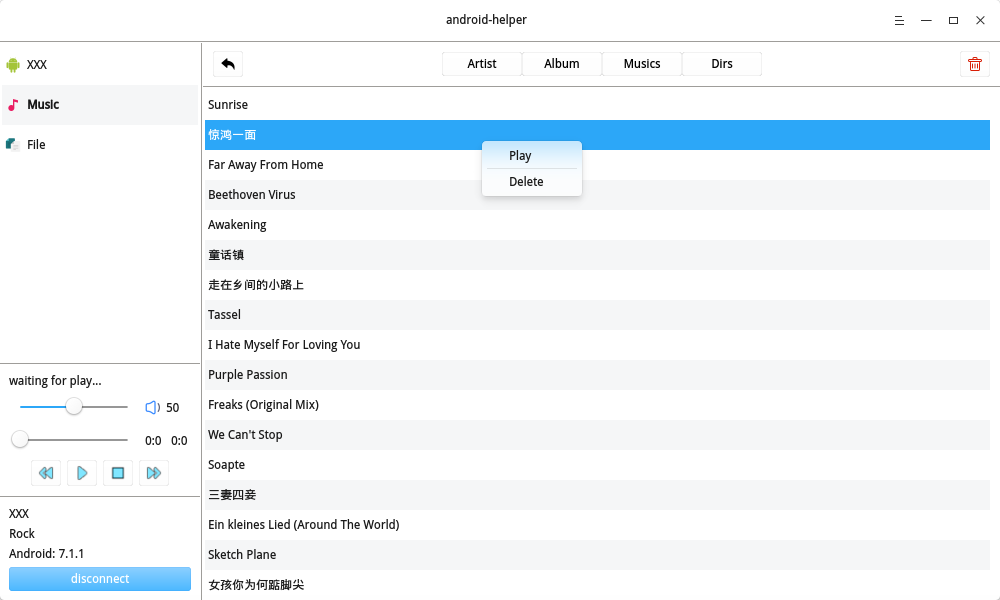 android-helper
XXX
Music
File
Artist Album Musics Dirs
Sunrise
惊鸿一面
Play
Delete
Far Away From Home
Beethoven Virus
Awakening
童话镇
走在乡间的小路上
Tassel
I Hate Myself For Loving You
Purple Passion
Freaks (Original Mix)
We Can't Stop
Soapte
三妻四妾
Ein kleines Lied (Around The World)
Sketch Plane
女孩你为何踮脚尖
waiting for play...
50
0:0 0:0
XXX
Rock
Android: 7.1.1
disconnect